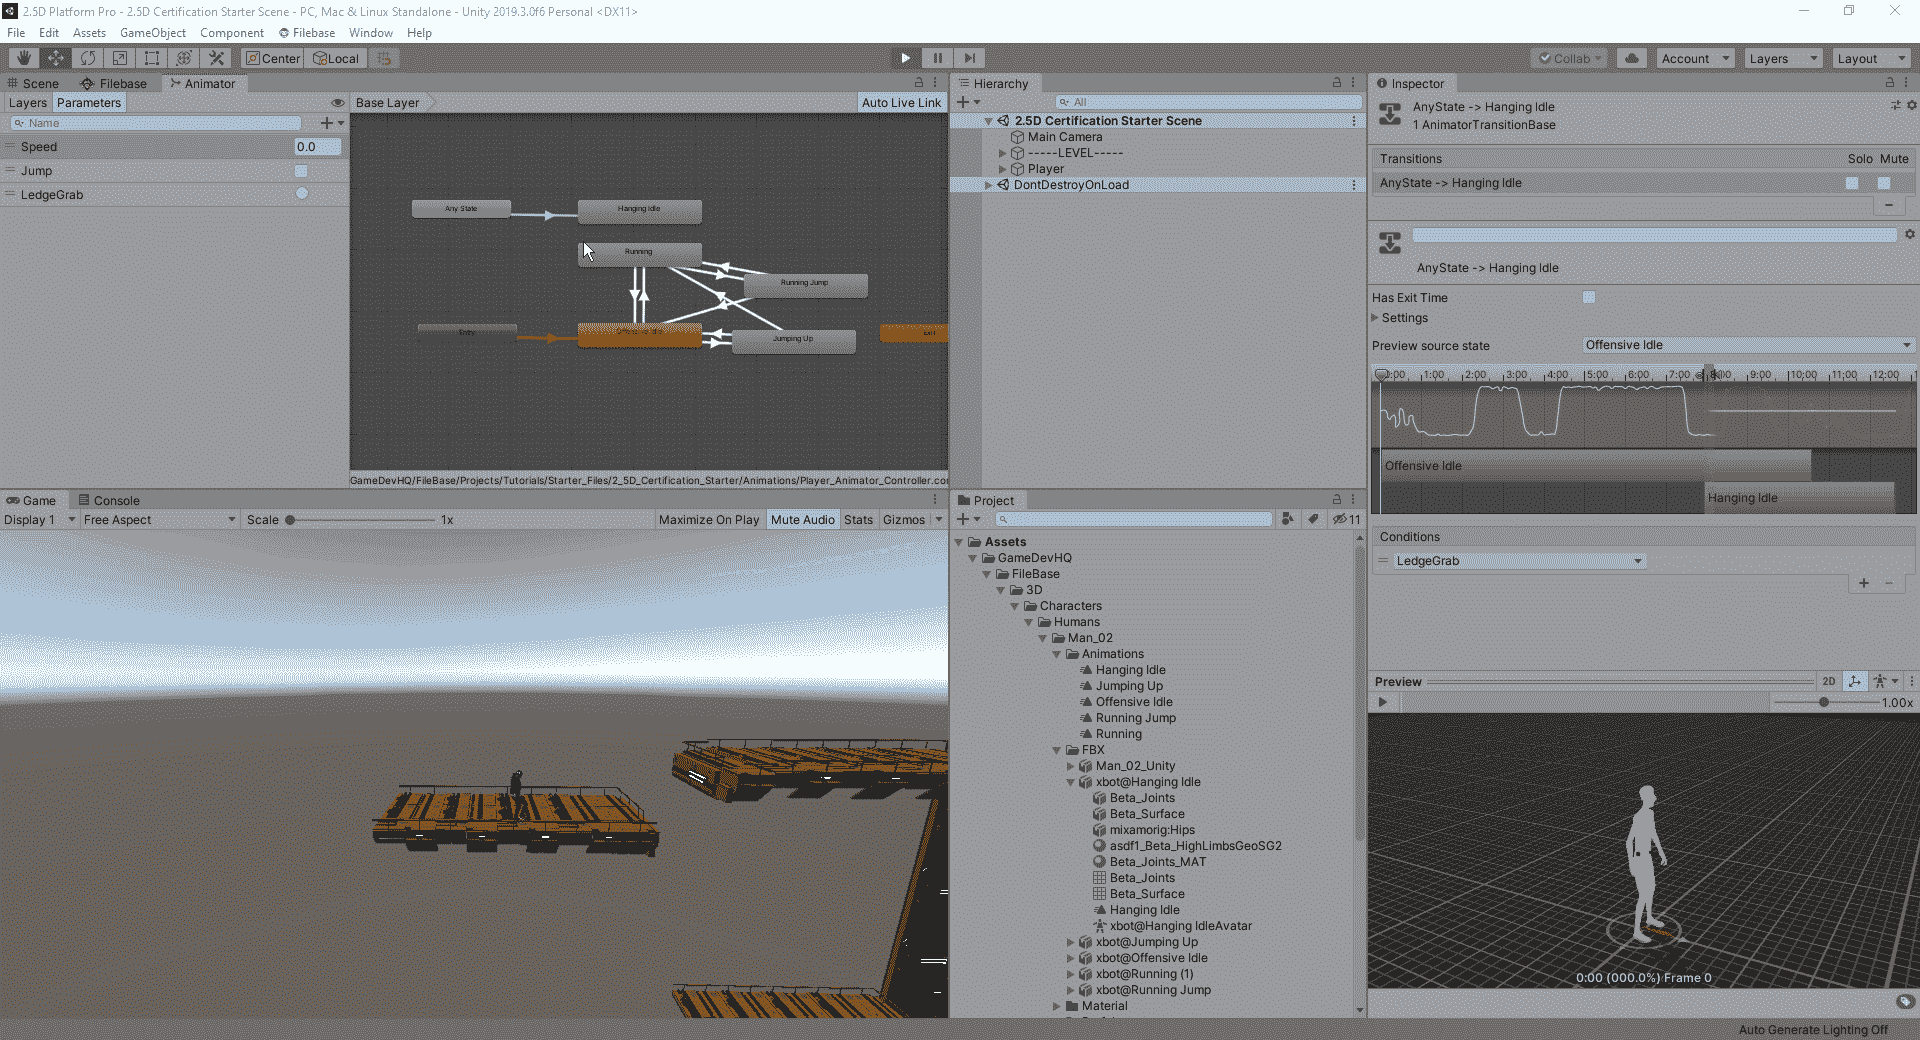 2.5D Platform Pro - 2.5D Certification Starter Scene - PC, Mac & Linux Standalone - Unity 2019.3.0f6 Personal <DX11>
File Edit Assets GameObject Component Filebase Window Help
Center Local Collab Account Layers Layout
Scene Filebase Animator
Layers Parameters
Base Layer Auto Live Link
Name
Speed 0.0
Jump
LedgeGrab
Any State
Hanging Idle
Running
Running Jump
Entry
Offensive Idle
Jumping Up
Exit
GameDevHQ/FileBase/Projects/Tutorials/Starter_Files/2_5D_Certification_Starter/Animations/Player_Animator_Controller.co
Game Console
Display 1 Free Aspect Scale 1x Maximize On Play Mute Audio Stats Gizmos
Hierarchy
All
2.5D Certification Starter Scene
Main Camera
-----LEVEL-----
Player
DontDestroyOnLoad
Project
11
Assets
GameDevHQ
FileBase
3D
Characters
Humans
Man_02
Animations
Hanging Idle
Jumping Up
Offensive Idle
Running Jump
Running
FBX
Man_02_Unity
xbot@Hanging Idle
Beta_Joints
Beta_Surface
mixamorig:Hips
asdf1_Beta_HighLimbsGeoSG2
Beta_Joints_MAT
Beta_Joints
Beta_Surface
Hanging Idle
xbot@Hanging IdleAvatar
xbot@Jumping Up
xbot@Offensive Idle
xbot@Running (1)
xbot@Running Jump
Material
Inspector
AnyState -> Hanging Idle
1 AnimatorTransitionBase
Transitions Solo Mute
AnyState -> Hanging Idle
AnyState -> Hanging Idle
Has Exit Time
Settings
Preview source state Offensive Idle
0:00 1:00 2:00 3:00 4:00 5:00 6:00 7:00 9:00 10:00 11:00 12:00
Offensive Idle
Hanging Idle
Conditions
LedgeGrab
Preview 2D
1.00x
0:00 (000.0%) Frame 0
Auto Generate Lighting Off